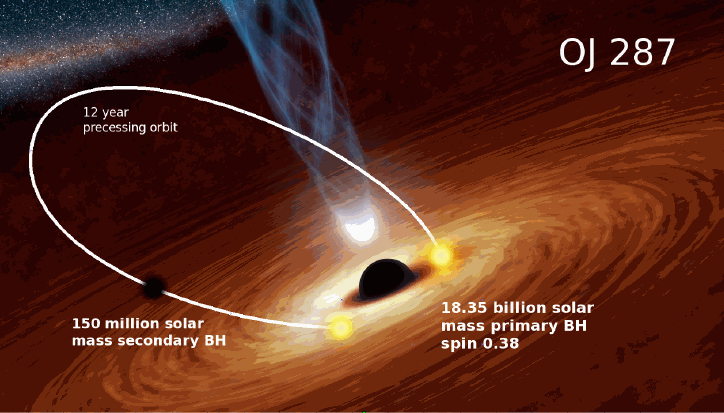 OJ 287
12 year
precessing orbit
150 million solar
mass secondary BH
18.35 billion solar
mass primary BH
spin 0.38